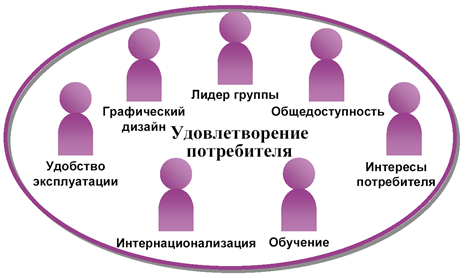 Лидер группы
Графический
дизайн
Общедоступность
Удовлетворение
потребителя
Удобство
эксплуатации
Интересы
потребителя
Интернационализация
Обучение